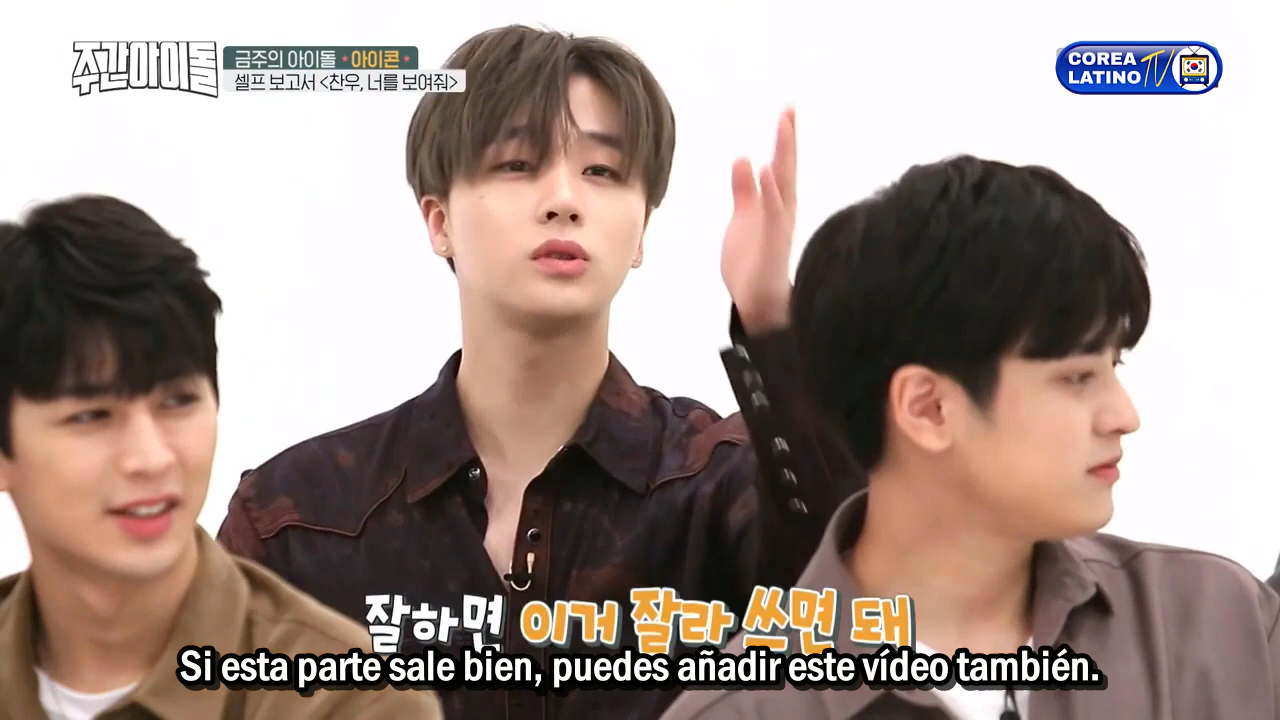 주간아이돌
금주의 아이돌 * 아이콘 *
셀프 보고서 <찬우, 너를 보여줘>
COREA
LATINO TV
잘하면 이거 잘라 쓰면 돼
Si esta parte sale bien, puedes añadir este vídeo también.